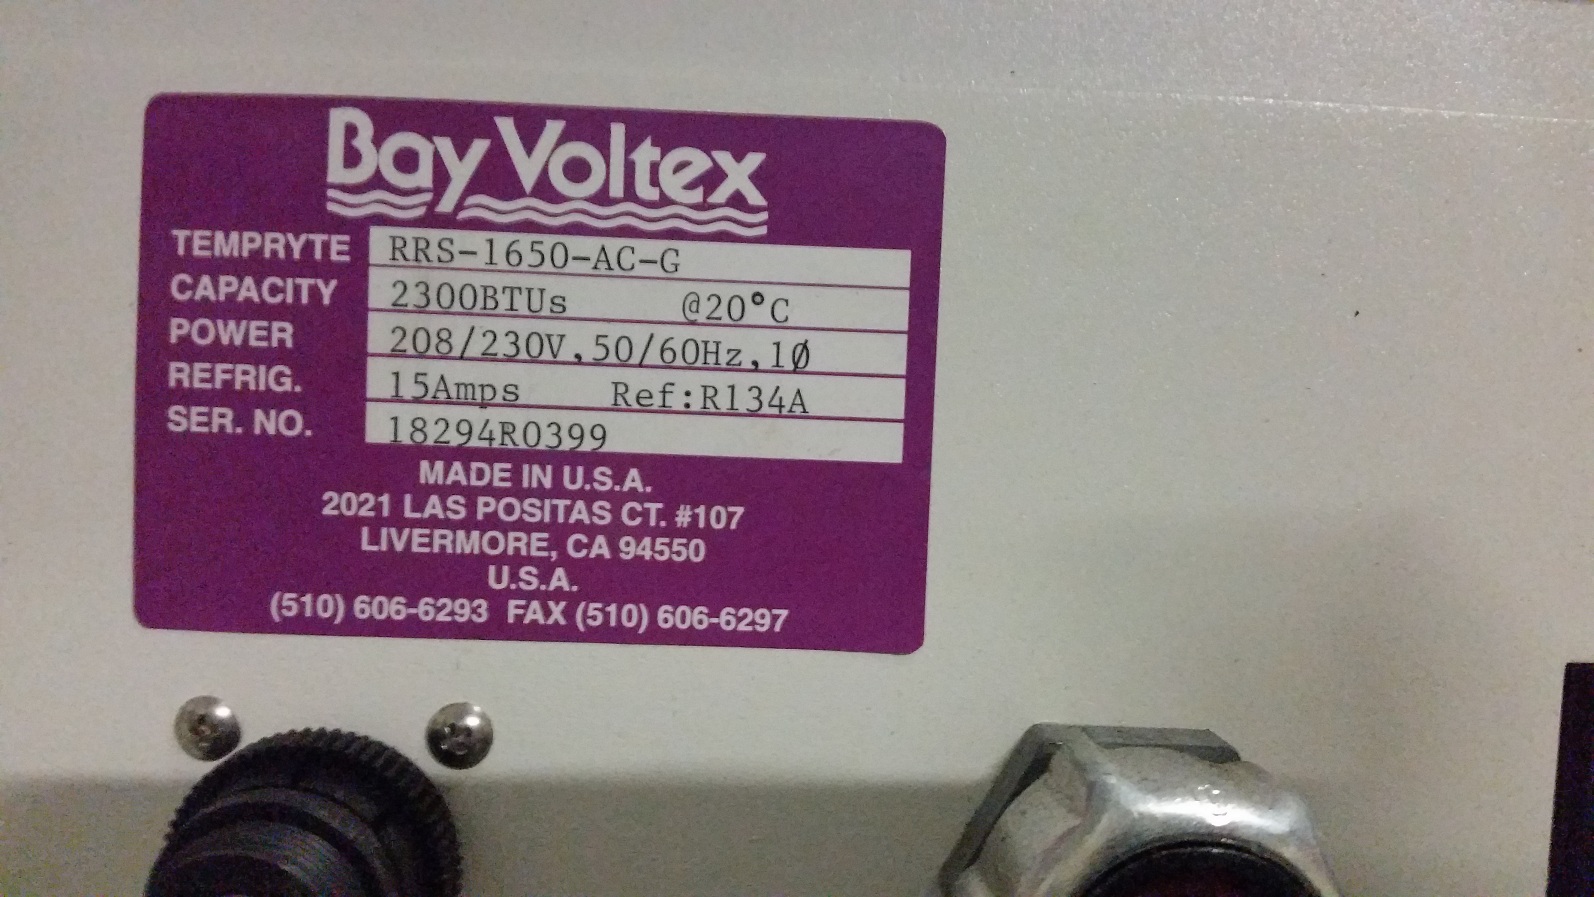 Bay Voltex
TEMPRYTE RRS-1650-AC-G
CAPACITY 2300BTUs @20°C
POWER 208/230V,50/60Hz,1Ø
REFRIG. 15Amps Ref:R134A
SER. NO. 18294R0399
MADE IN U.S.A.
2021 LAS POSITAS CT. #107
LIVERMORE, CA 94550
U.S.A.
(510) 606-6293 FAX (510) 606-6297